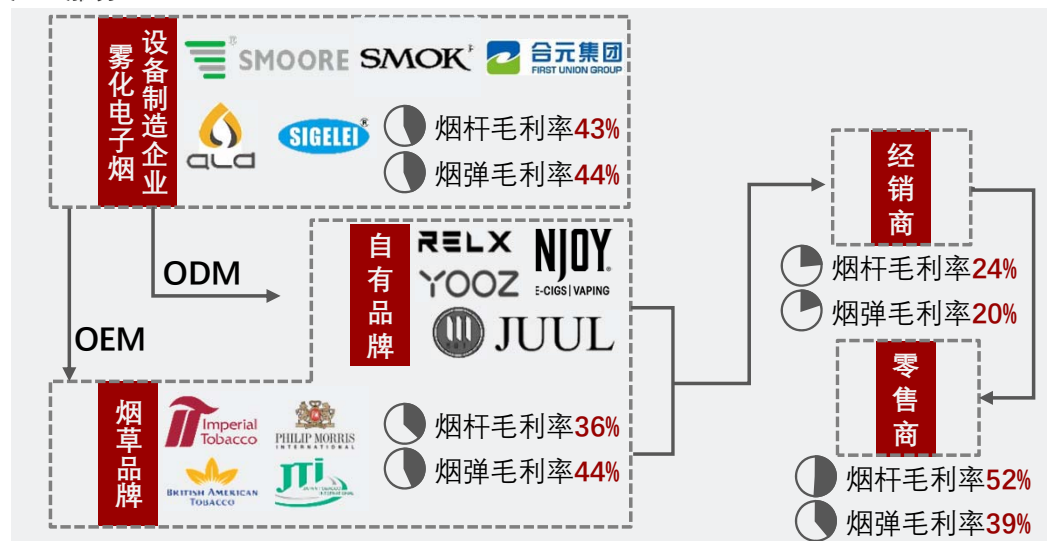 雾化电子烟
设备制造企业
SMOORE
SMOK
合元集团
FIRST UNION GROUP
ALD
SIGELEI®
烟杆毛利率43%
烟弹毛利率44%
ODM
OEM
自有品牌
RELX
NJOY®
E-CIGS | VAPING
YOOZ
JUUL
烟草品牌
Imperial
Tobacco
PHILIP MORRIS
INTERNATIONAL
BRITISH AMERICAN
TOBACCO
JTi
烟杆毛利率36%
烟弹毛利率44%
经销商
烟杆毛利率24%
烟弹毛利率20%
零售商
烟杆毛利率52%
烟弹毛利率39%